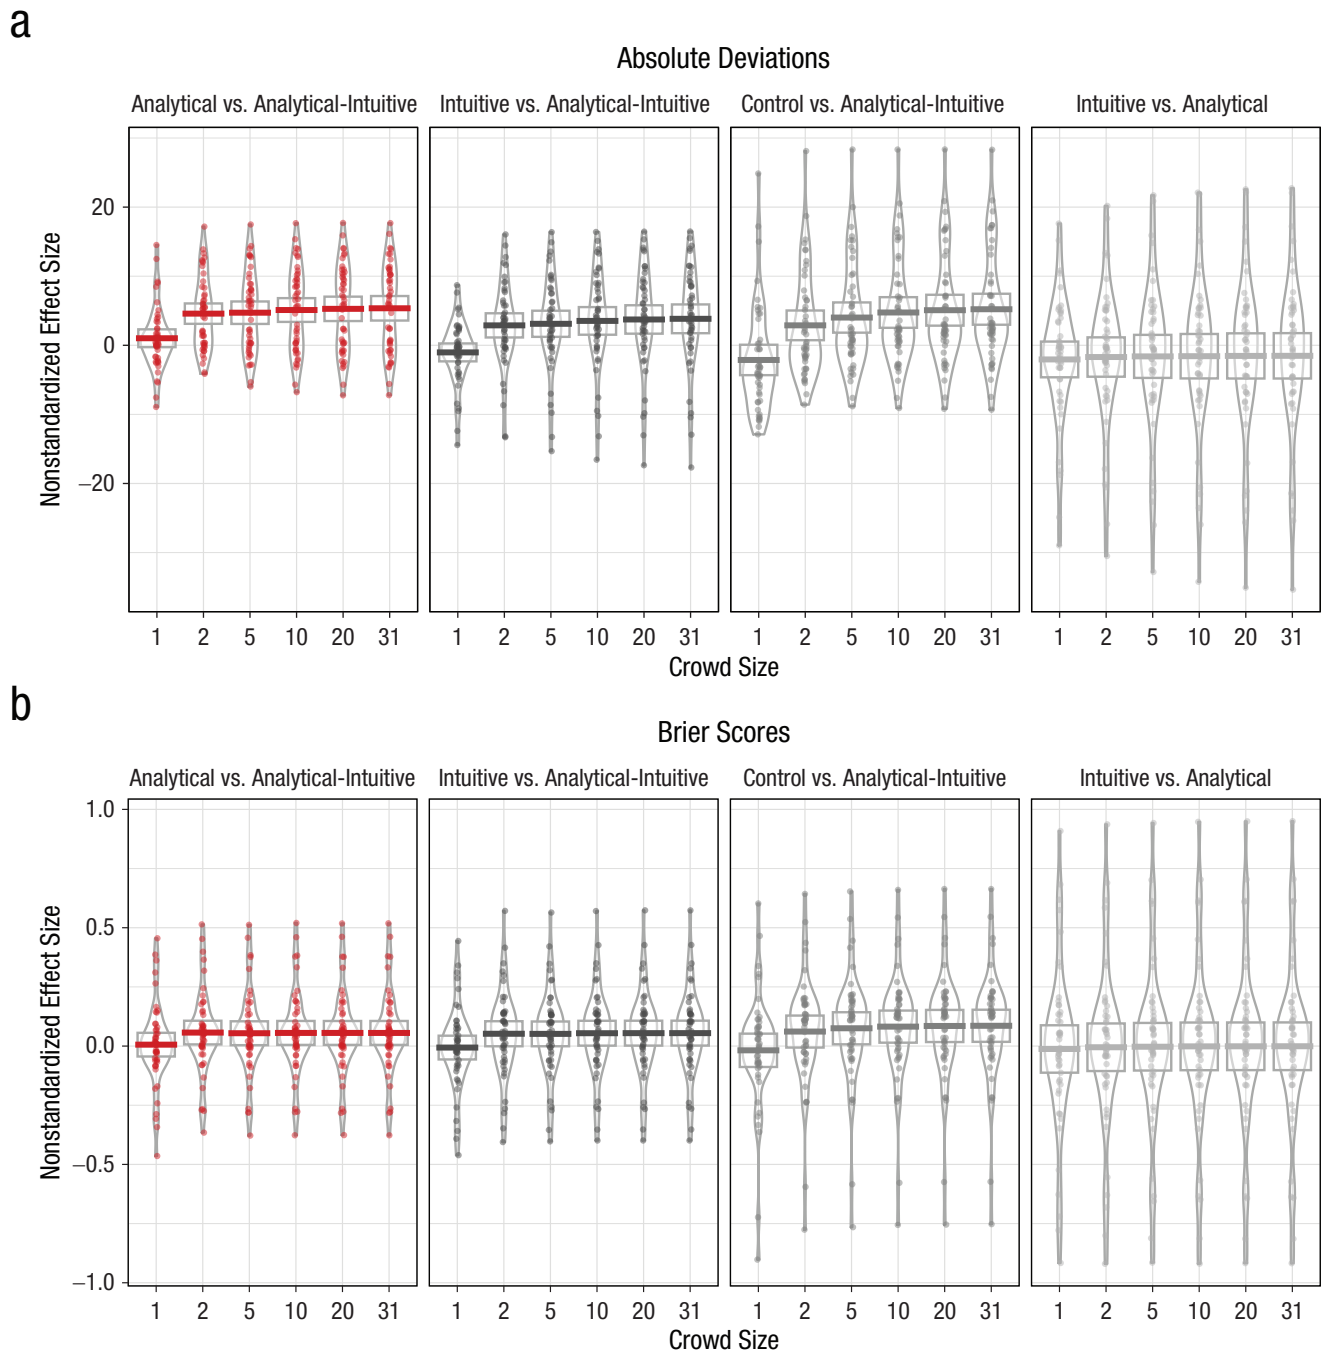 a
Absolute Deviations
Analytical vs. Analytical-Intuitive Intuitive vs. Analytical-Intuitive Control vs. Analytical-Intuitive Intuitive vs. Analytical
Nonstandardized Effect Size
20
0
−20
1 2 5 10 20 31 1 2 5 10 20 31 1 2 5 10 20 31 1 2 5 10 20 31
Crowd Size
b
Brier Scores
Analytical vs. Analytical-Intuitive Intuitive vs. Analytical-Intuitive Control vs. Analytical-Intuitive Intuitive vs. Analytical
Nonstandardized Effect Size
1.0
0.5
0.0
−0.5
−1.0
1 2 5 10 20 31 1 2 5 10 20 31 1 2 5 10 20 31 1 2 5 10 20 31
Crowd Size